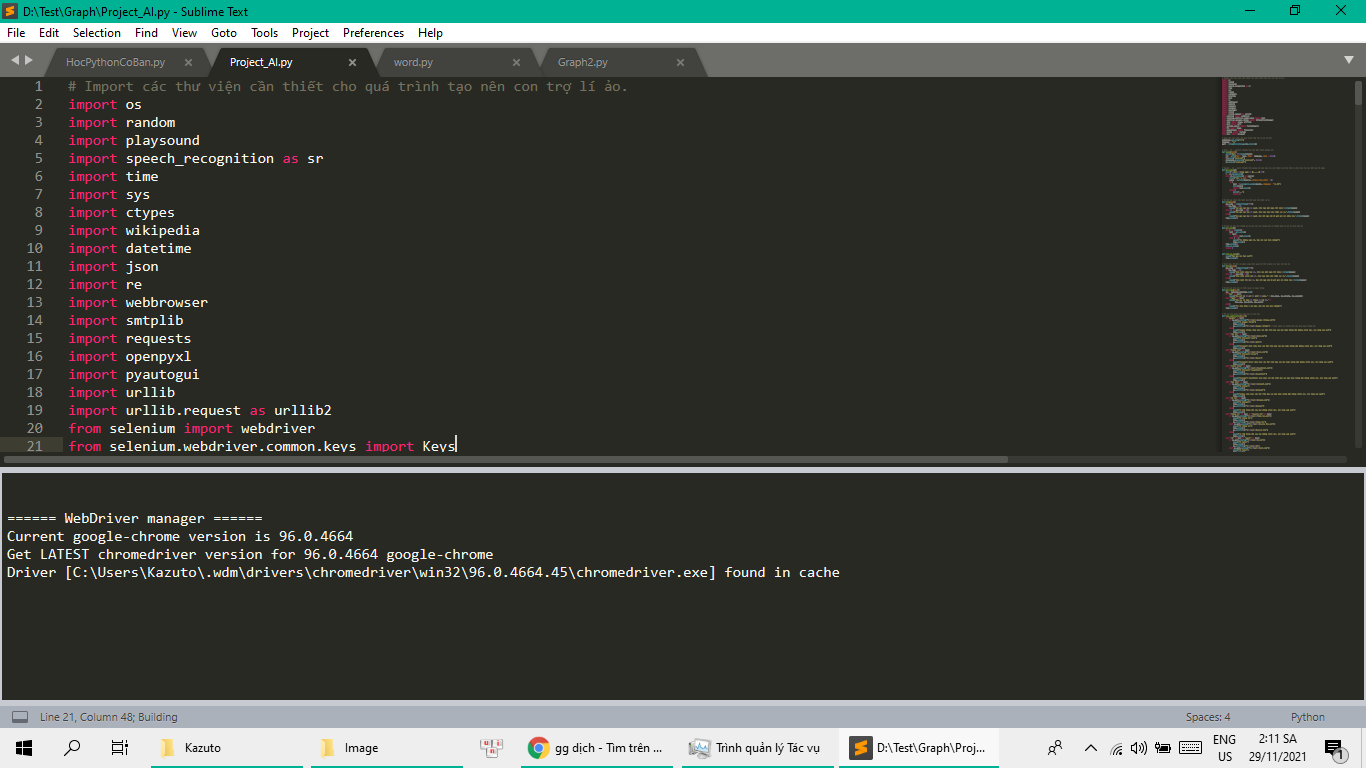 D:\Test\Graph\Project_AI.py - Sublime Text
File Edit Selection Find View Goto Tools Project Preferences Help
HocPythonCoBan.py Project_AI.py word.py Graph2.py
1 # Import các thư viện cần thiết cho quá trình tạo nên con trợ lí ảo.
2 import os
3 import random
4 import playsound
5 import speech_recognition as sr
6 import time
7 import sys
8 import ctypes
9 import wikipedia
10 import datetime
11 import json
12 import re
13 import webbrowser
14 import smtplib
15 import requests
16 import openpyxl
17 import pyautogui
18 import urllib
19 import urllib.request as urllib2
20 from selenium import webdriver
21 from selenium.webdriver.common.keys import Keys
====== WebDriver manager ======
Current google-chrome version is 96.0.4664
Get LATEST chromedriver version for 96.0.4664 google-chrome
Driver [C:\Users\Kazuto\.wdm\drivers\chromedriver\win32\96.0.4664.45\chromedriver.exe] found in cache
Line 21, Column 48; Building Spaces: 4 Python
Kazuto Image gg dịch - Tìm trên ... Trình quản lý Tác vụ D:\Test\Graph\Proj... ENG 2:11 SA
US 29/11/2021 1